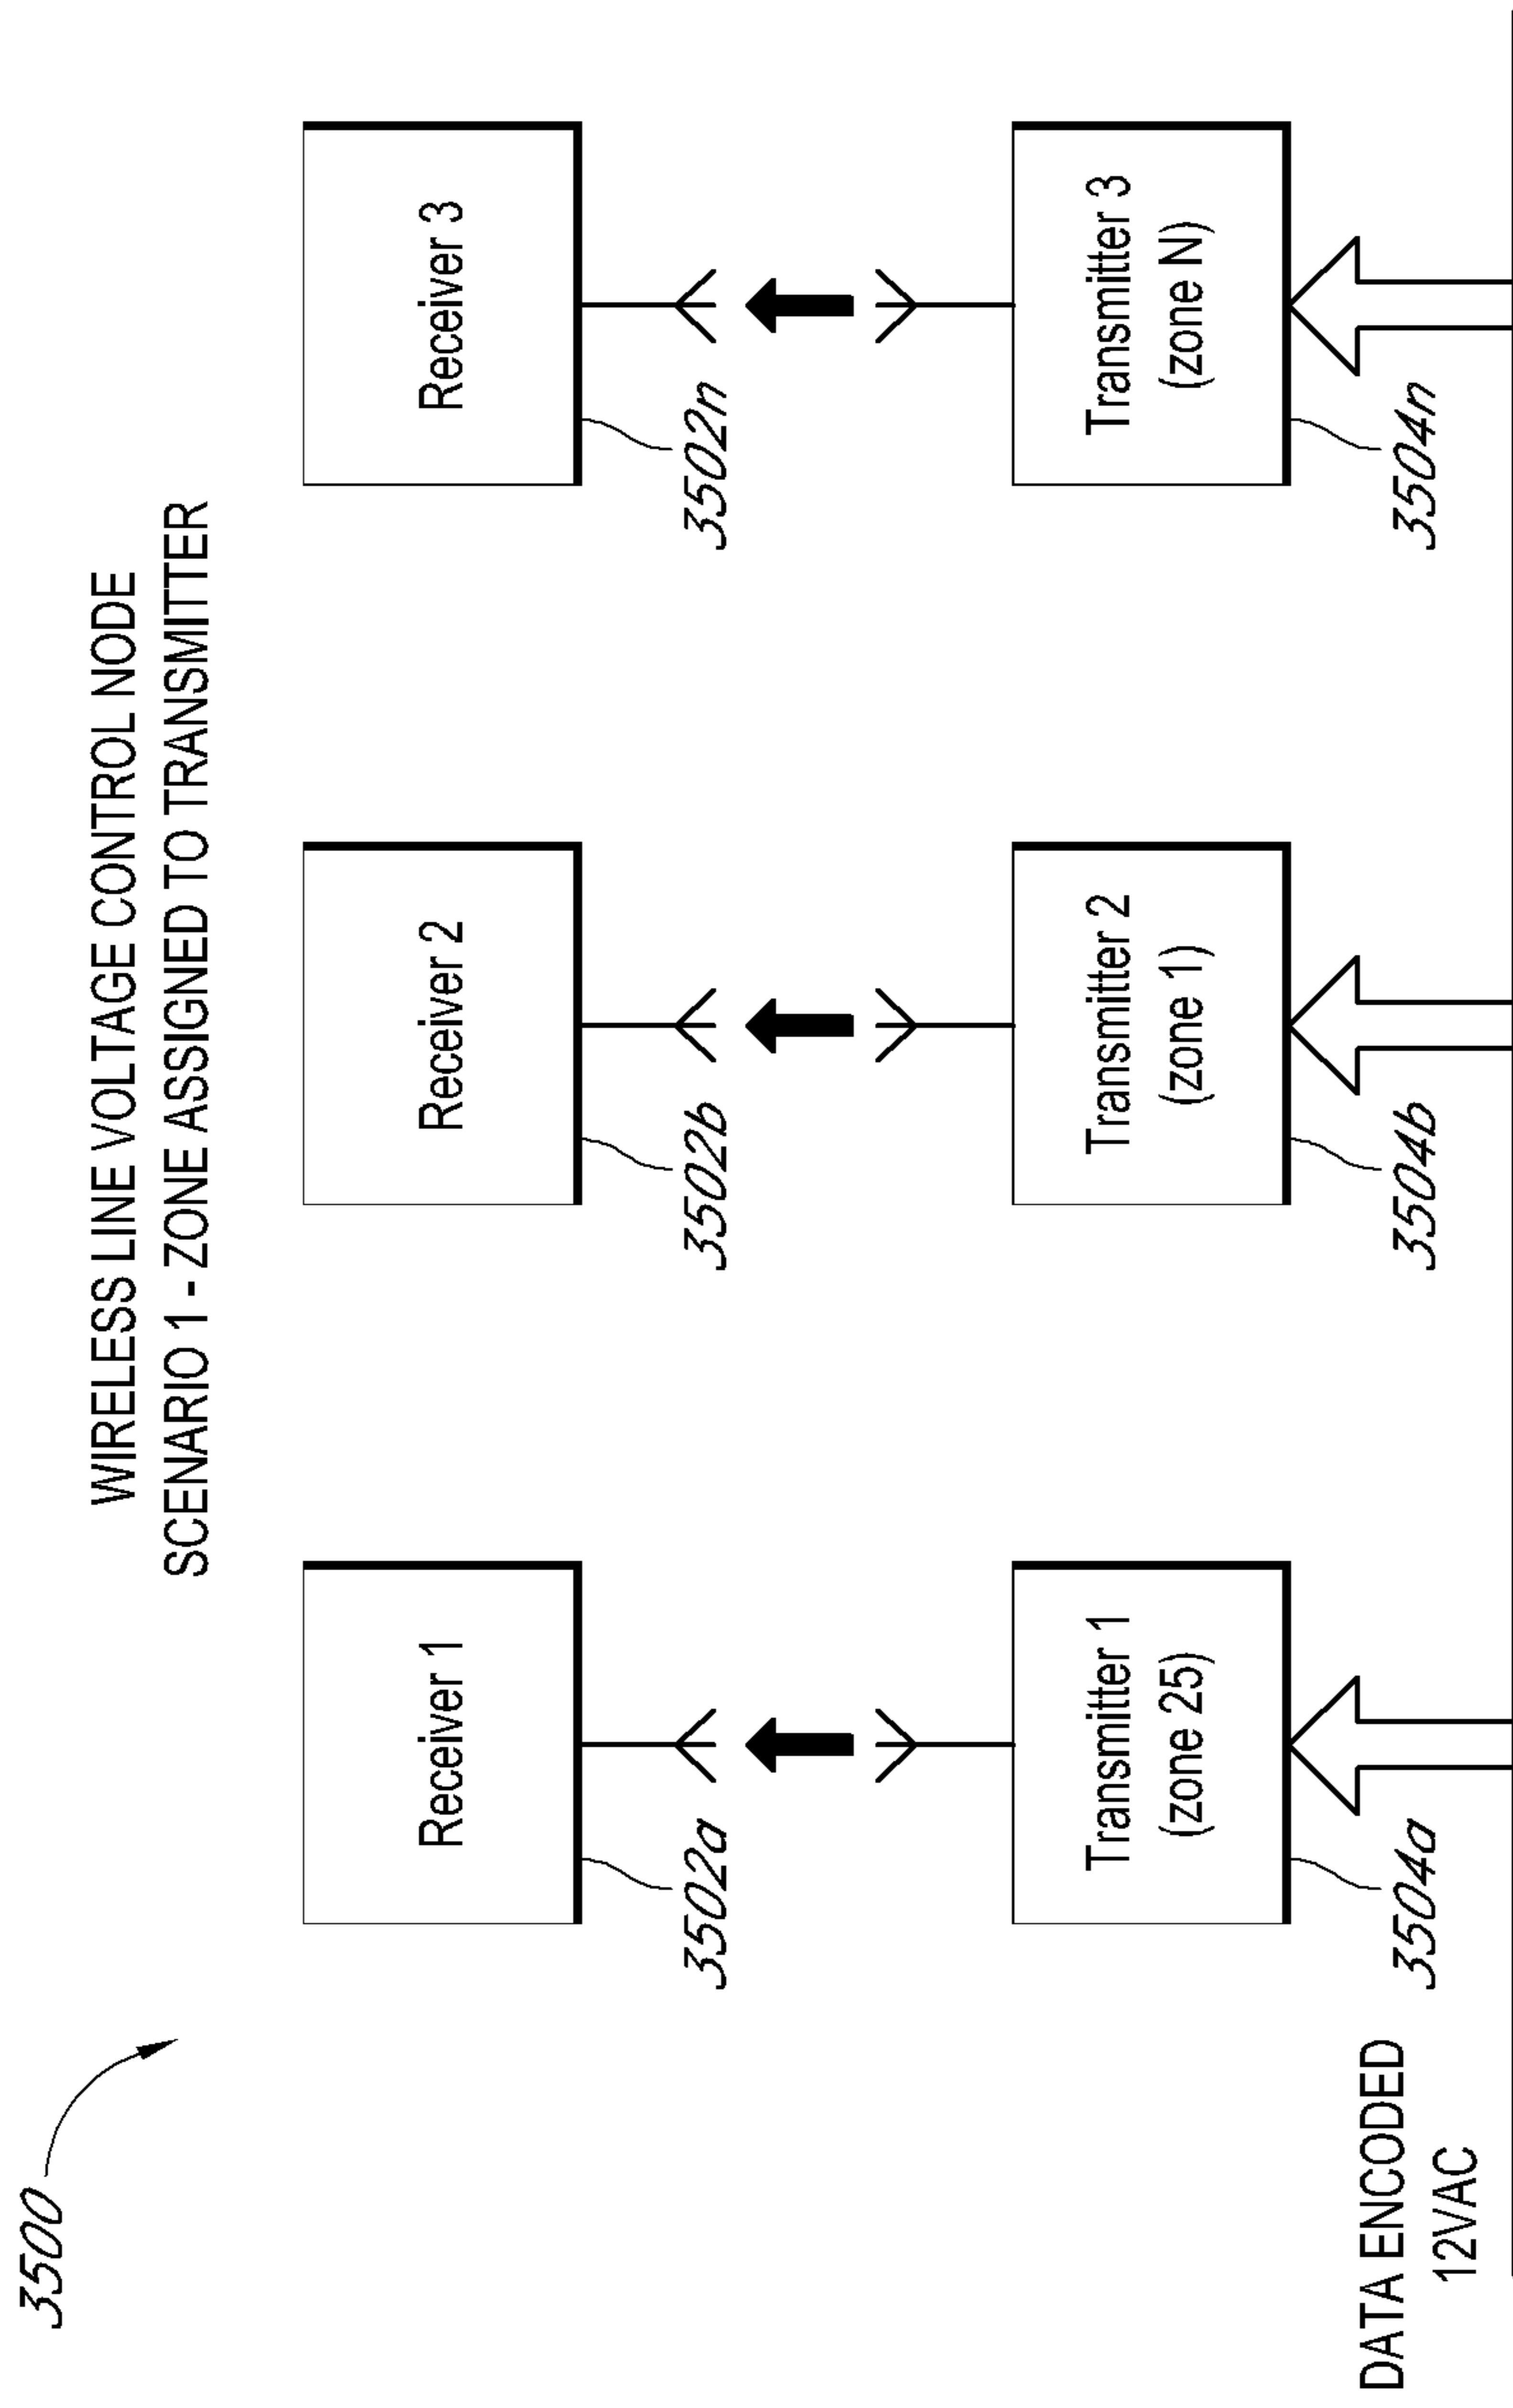 3500
WIRELESS LINE VOLTAGE CONTROL NODE
SCENARIO 1 - ZONE ASSIGNED TO TRANSMITTER
Receiver 1
Receiver 2
Receiver 3
3502a
3502b
3502n
Transmitter 1
(zone 25)
Transmitter 2
(zone 1)
Transmitter 3
(zone N)
3504a
3504b
3504n
DATA ENCODED
12VAC